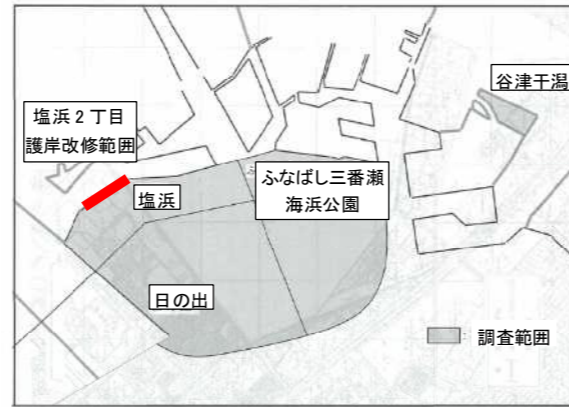 谷津干潟
塩浜２丁目
護岸改修範囲
塩浜
ふなばし三番瀬
海浜公園
日の出
調査範囲